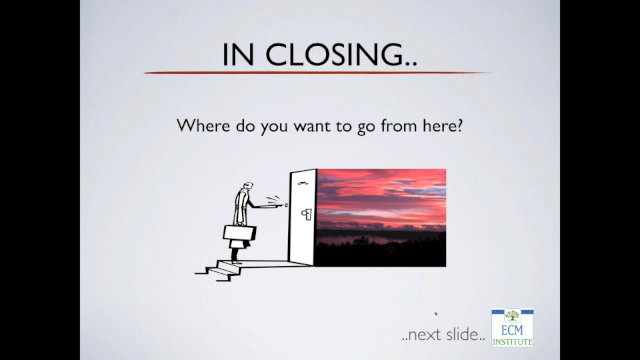 IN CLOSING..
Where do you want to go from here?
..next slide..
ECM
INSTITUTE